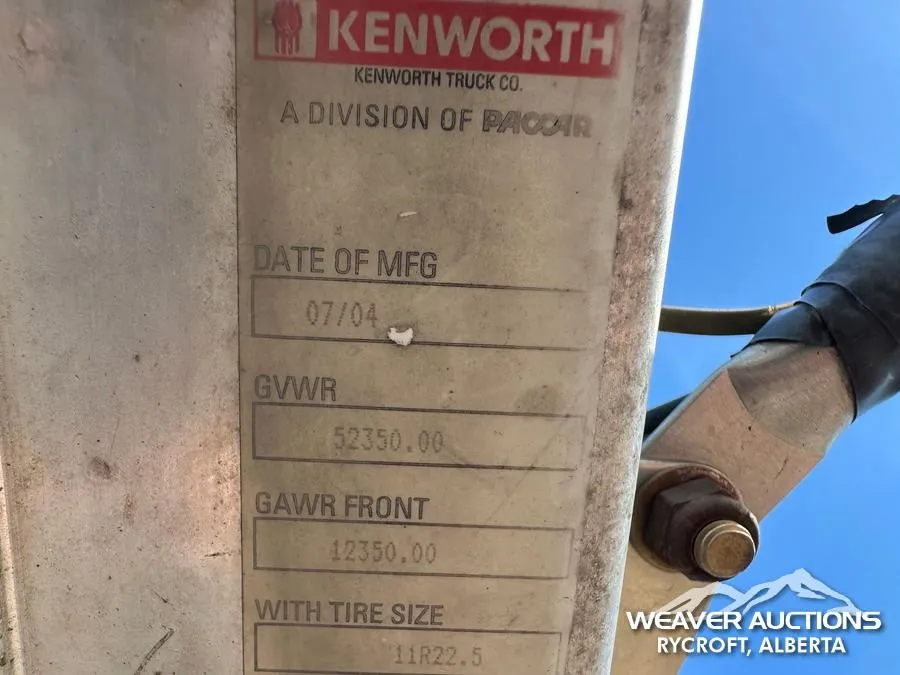 KENWORTH
KENWORTH TRUCK CO.
A DIVISION OF PACCAR
DATE OF MFG
07/04
GVWR
52350.00
GAWR FRONT
12350.00
WITH TIRE SIZE
11R22.5
WEAVER AUCTIONS
RYCROFT, ALBERTA